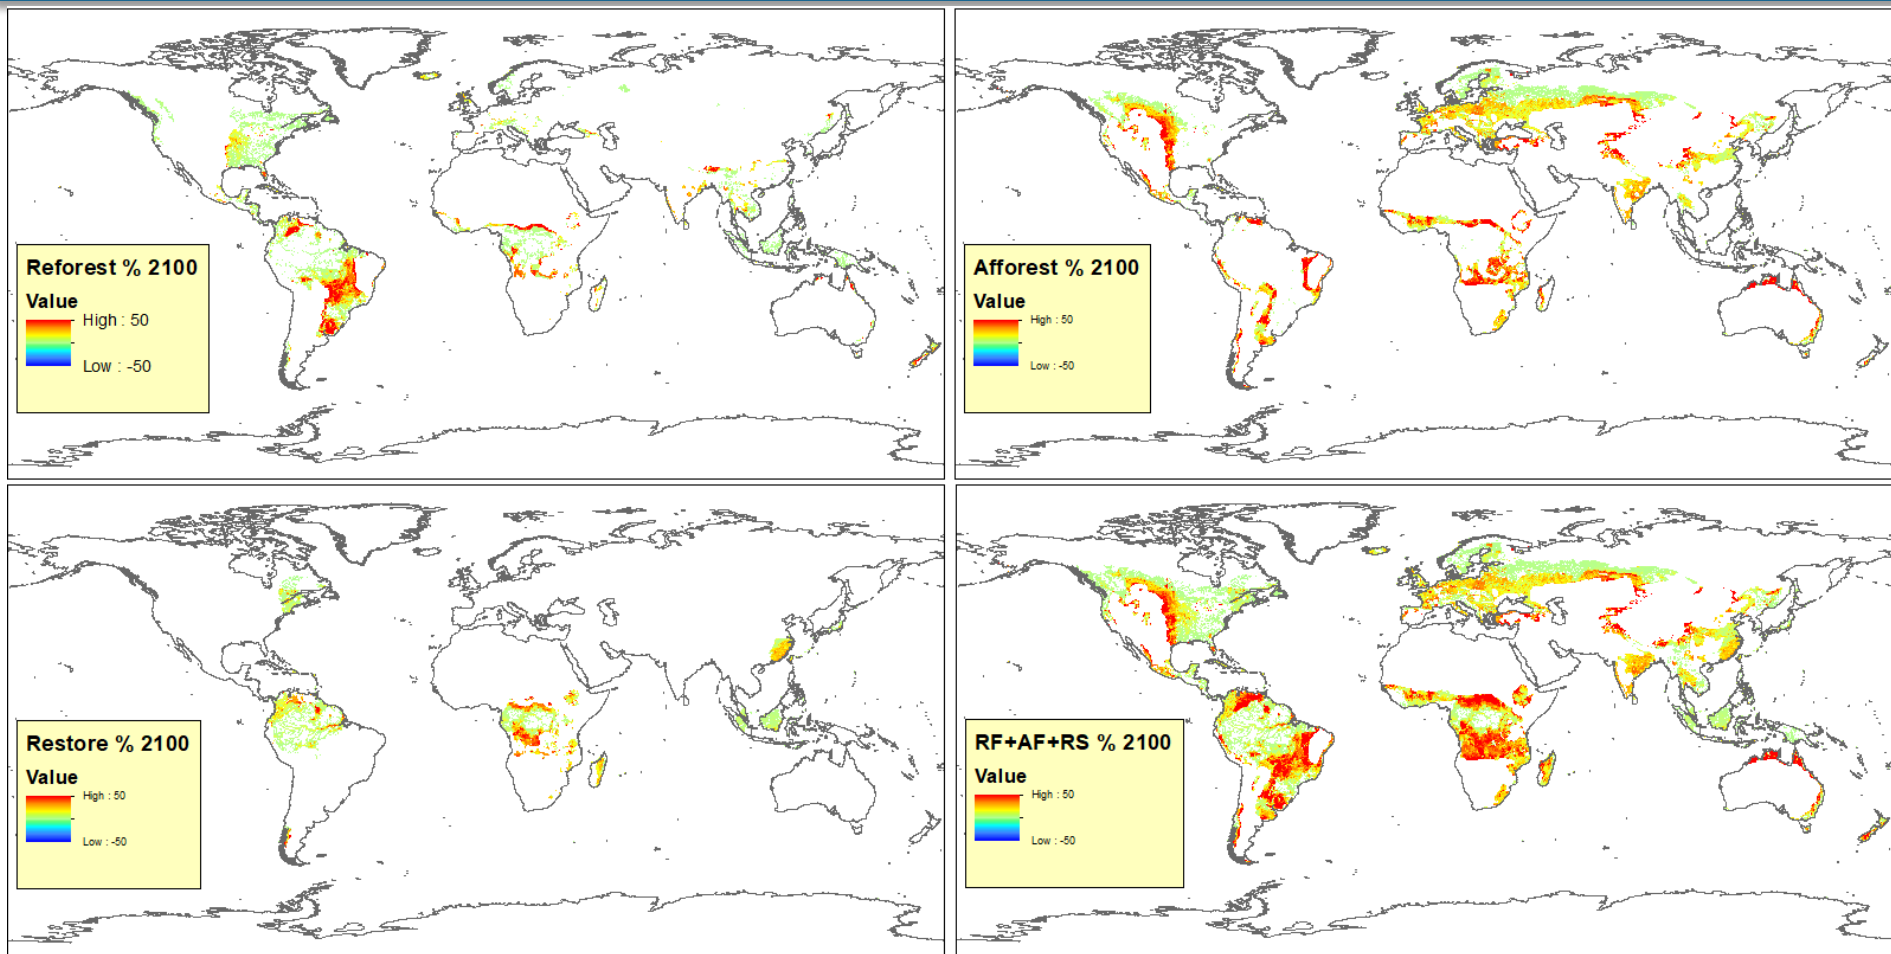 Reforest % 2100
Value
High : 50
Low : -50
Afforest % 2100
Value
High : 50
Low : -50
Restore % 2100
Value
High : 50
Low : -50
RF+AF+RS % 2100
Value
High : 50
Low : -50